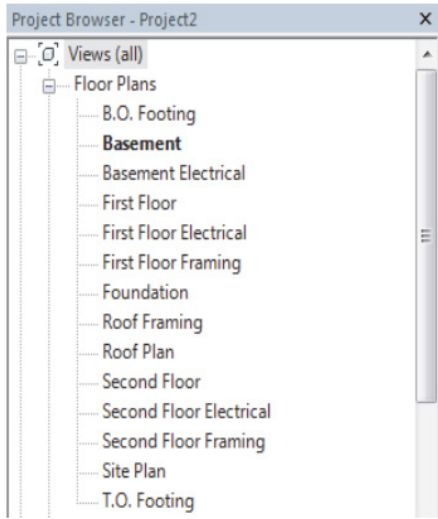 Project Browser - Project2
Views (all)
Floor Plans
B.O. Footing
Basement
Basement Electrical
First Floor
First Floor Electrical
First Floor Framing
Foundation
Roof Framing
Roof Plan
Second Floor
Second Floor Electrical
Second Floor Framing
Site Plan
T.O. Footing